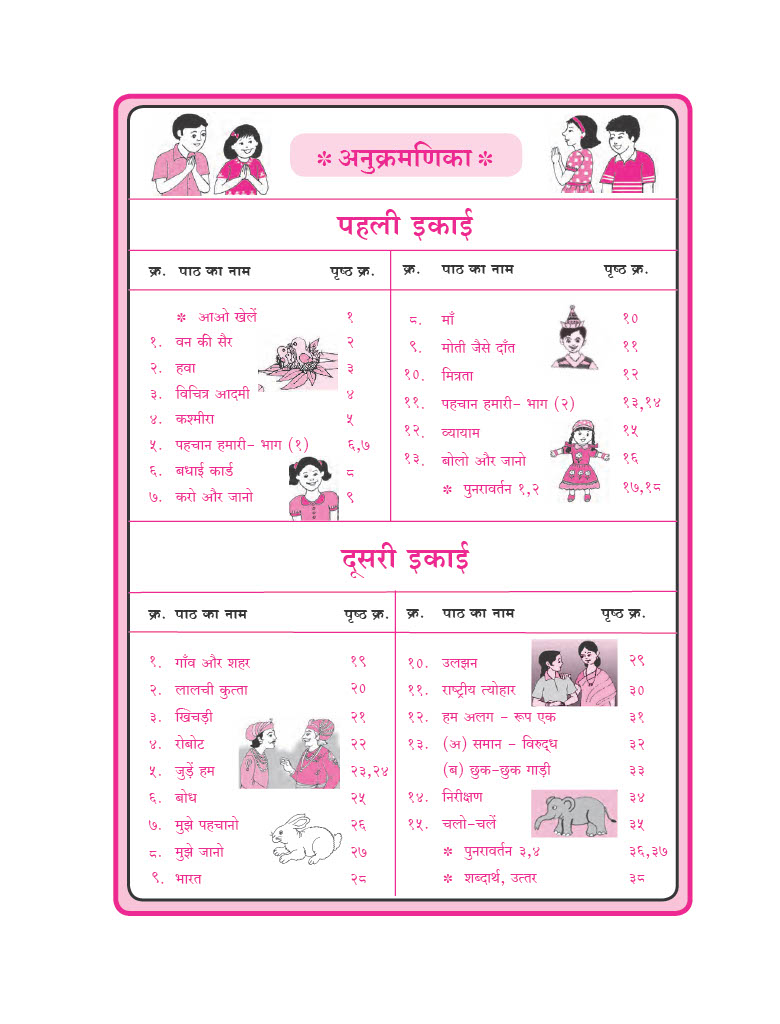 ✽ अनुक्रमणिका ✽
पहली इकाई
क्र. पाठ का नाम पृष्ठ क्र.
✽ आओ खेलें १
१. वन की सैर २
२. हवा ३
३. विचित्र आदमी ४
४. कश्मीरा ५
५. पहचान हमारी- भाग (१) ६,७
६. बधाई कार्ड ८
७. करो और जानो ९
क्र. पाठ का नाम पृष्ठ क्र.
८. माँ १०
९. मोती जैसे दाँत ११
१०. मित्रता १२
११. पहचान हमारी- भाग (२) १३,१४
१२. व्यायाम १५
१३. बोलो और जानो १६
✽ पुनरावर्तन १,२ १७,१८
दूसरी इकाई
क्र. पाठ का नाम पृष्ठ क्र.
१. गाँव और शहर १९
२. लालची कुत्ता २०
३. खिचड़ी २१
४. रोबोट २२
५. जुड़ें हम २३,२४
६. बोध २५
७. मुझे पहचानो २६
८. मुझे जानो २७
९. भारत २८
क्र. पाठ का नाम पृष्ठ क्र.
१०. उलझन २९
११. राष्ट्रीय त्योहार ३०
१२. हम अलग - रूप एक ३१
१३. (अ) समान - विरुद्ध ३२
(ब) छुक-छुक गाड़ी ३३
१४. निरीक्षण ३४
१५. चलो-चलें ३५
✽ पुनरावर्तन ३,४ ३६,३७
✽ शब्दार्थ, उत्तर ३८